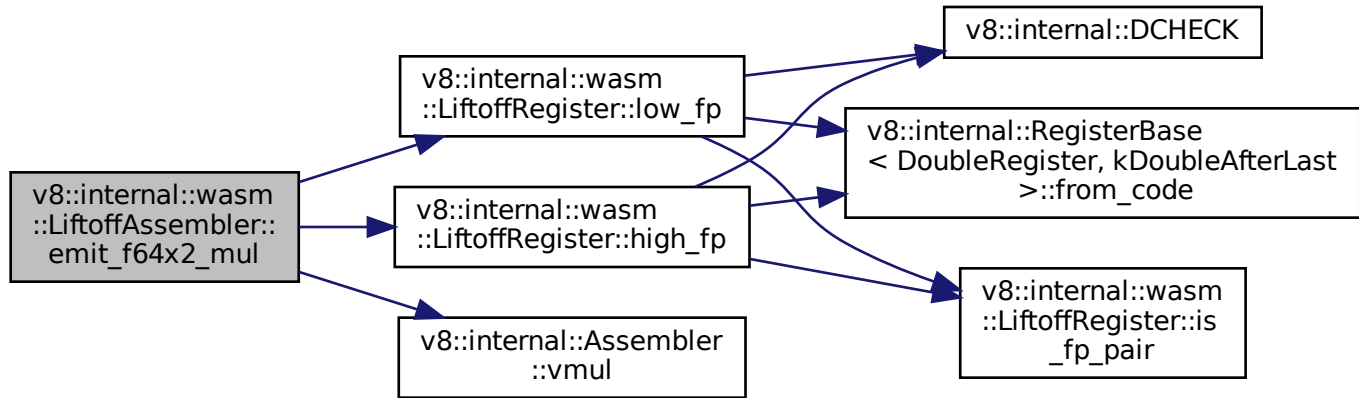 v8::internal::wasm
::LiftoffAssembler::
emit_f64x2_mul
v8::internal::wasm
::LiftoffRegister::low_fp
v8::internal::wasm
::LiftoffRegister::high_fp
v8::internal::Assembler
::vmul
v8::internal::DCHECK
v8::internal::RegisterBase
< DoubleRegister, kDoubleAfterLast
>::from_code
v8::internal::wasm
::LiftoffRegister::is
_fp_pair